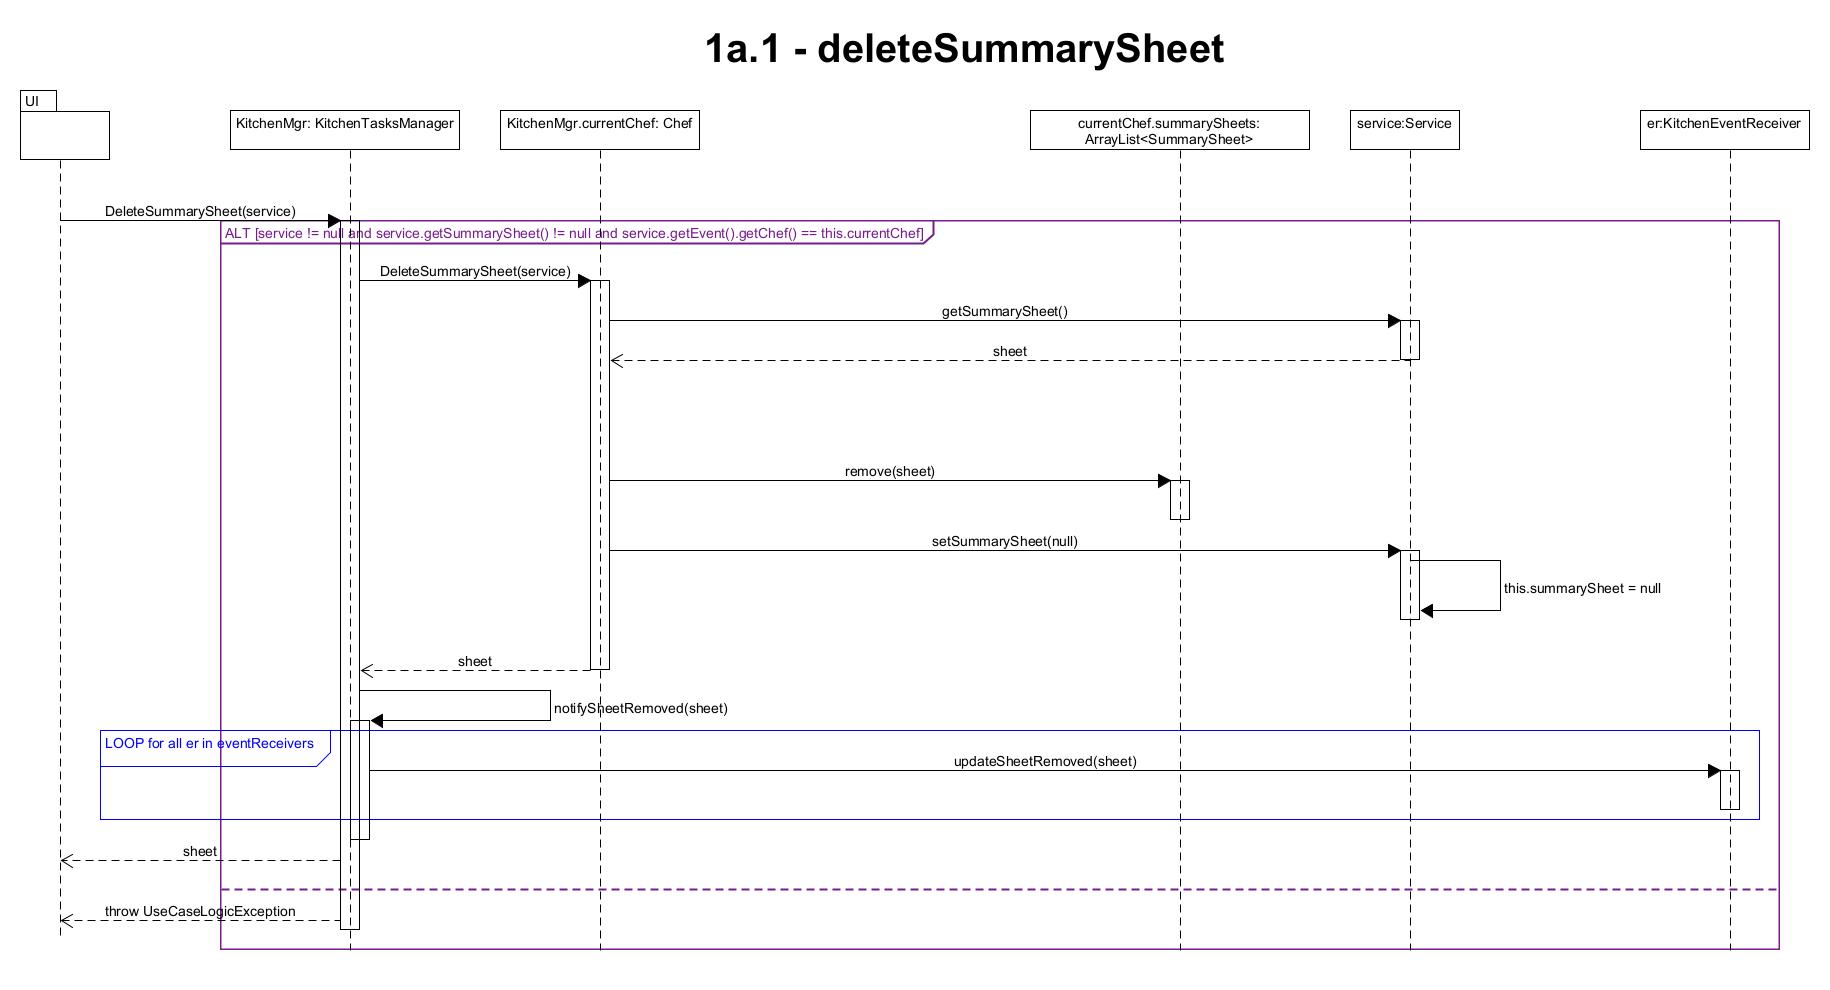 1a.1 - deleteSummarySheet
UI
KitchenMgr: KitchenTasksManager
KitchenMgr.currentChef: Chef
currentChef.summarySheets:
ArrayList<SummarySheet>
service:Service
er:KitchenEventReceiver
DeleteSummarySheet(service)
ALT [service != null and service.getSummarySheet() != null and service.getEvent().getChef() == this.currentChef]
DeleteSummarySheet(service)
getSummarySheet()
sheet
remove(sheet)
setSummarySheet(null)
this.summarySheet = null
sheet
notifySheetRemoved(sheet)
LOOP for all er in eventReceivers
updateSheetRemoved(sheet)
sheet
throw UseCaseLogicException